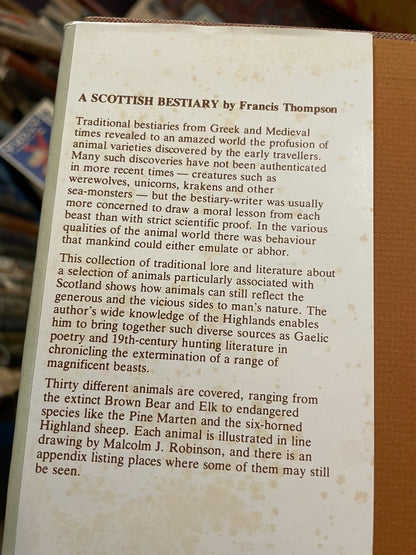 A SCOTTISH BESTIARY by Francis Thompson
Traditional bestiaries from Greek and Medieval
times revealed to an amazed world the profusion of
animal varieties discovered by the early travellers.
Many such discoveries have not been authenticated
in more recent times — creatures such as
werewolves, unicorns, krakens and other
sea-monsters — but the bestiary-writer was usually
more concerned to draw a moral lesson from each
beast than with strict scientific proof. In the various
qualities of the animal world there was behaviour
that mankind could either emulate or abhor.
This collection of traditional lore and literature about
a selection of animals particularly associated with
Scotland shows how animals can still reflect the
generous and the vicious sides to man's nature. The
author's wide knowledge of the Highlands enables
him to bring together such diverse sources as Gaelic
poetry and 19th-century hunting literature in
chronicling the extermination of a range of
magnificent beasts.
Thirty different animals are covered, ranging from
the extinct Brown Bear and Elk to endangered
species like the Pine Marten and the six-horned
Highland sheep. Each animal is illustrated in line
drawing by Malcolm J. Robinson, and there is an
appendix listing places where some of them may still
be seen.